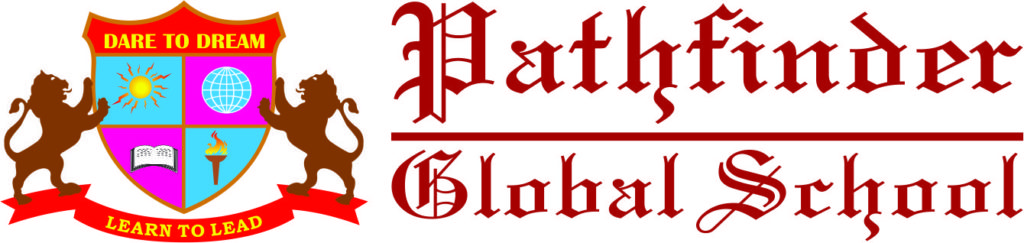 DARE TO DREAM
LEARN TO LEAD
Pathfinder
Global School